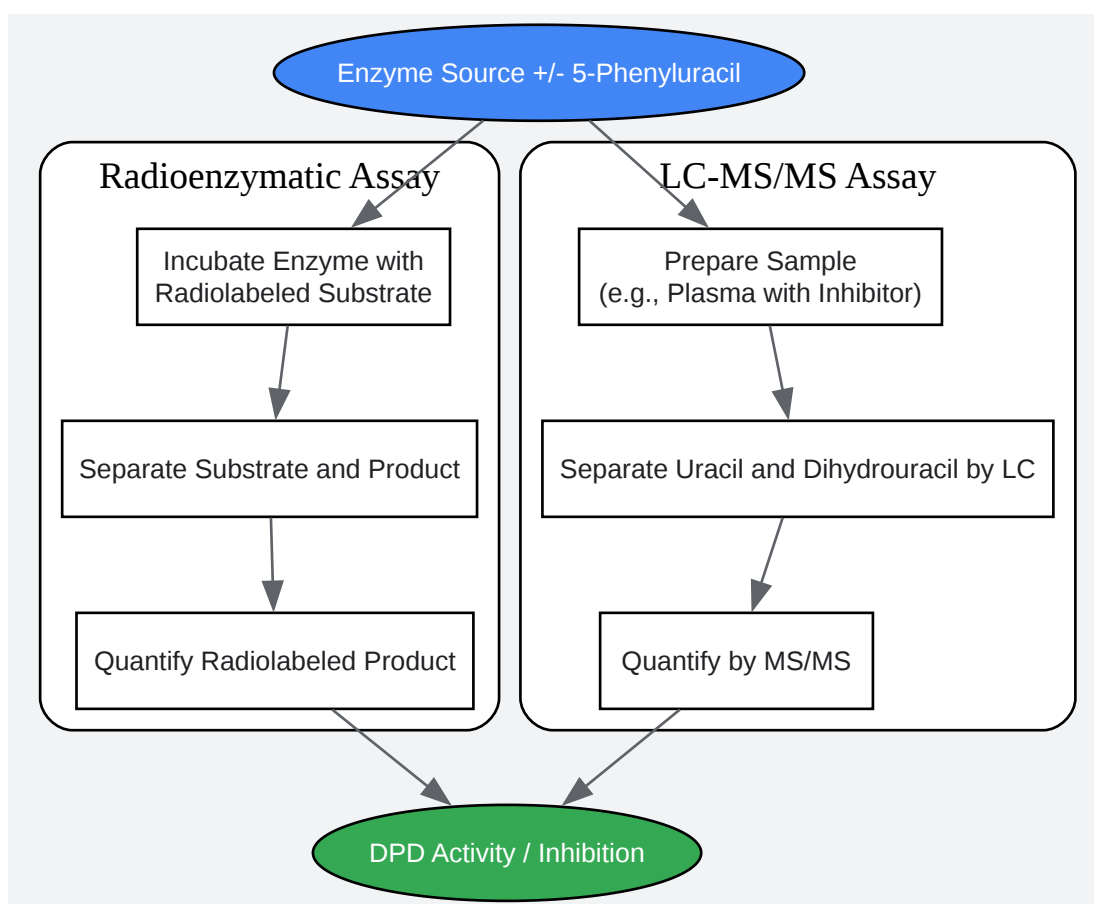 Enzyme Source +/- 5-Phenyluracil
Radioenzymatic Assay
Incubate Enzyme with
Radiolabeled Substrate
Separate Substrate and Product
Quantify Radiolabeled Product
LC-MS/MS Assay
Prepare Sample
(e.g., Plasma with Inhibitor)
Separate Uracil and Dihydrouracil by LC
Quantify by MS/MS
DPD Activity / Inhibition